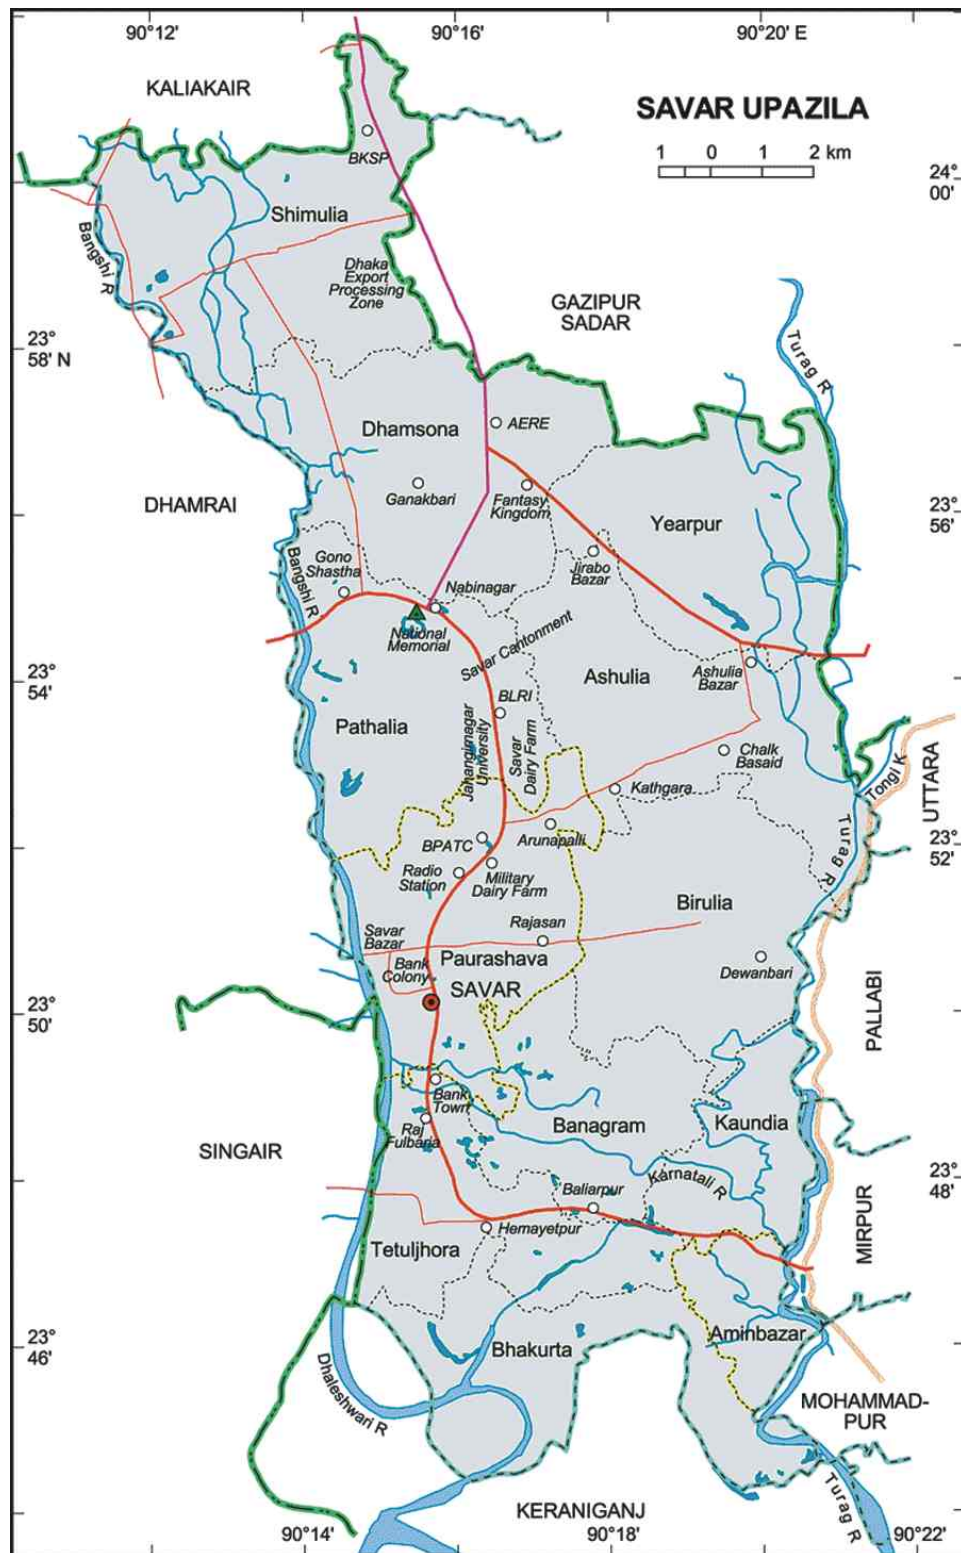 90°12'
90°16'
90°20' E
KALIAKAIR
SAVAR UPAZILA
1 0 1 2 km
BKSP
24°
00'
Shimulia
Bangshi R
Dhaka
Export
Processing
Zone
GAZIPUR
SADAR
23°
58' N
Turag R
Dhamsona
AERE
DHAMRAI
Ganakbari
Fantasy
Kingdom
Yearpur
23°
56'
Gono
Shastha
Bangshi R
Jirabo
Bazar
Nabinagar
National
Memorial
Savar Cantonment
23°
54'
Ashulia
Ashulia
Bazar
BLRI
Pathalia
Jahangirnagar
University
Savar
Dairy Farm
Chalk
Basaid
Tongi K
UTTARA
Kathgara
Arunapalli
BPATC
Turag R
23°
52'
Radio
Station
Military
Dairy Farm
Birulia
Savar
Bazar
Rajasan
Bank
Colony
Paurashava
SAVAR
Dewanbari
23°
50'
PALLABI
Bank
Town
Raj
Fulbaria
Banagram
Kaundia
SINGAIR
Karnatali R
23°
48'
Baliarpur
MIRPUR
Hemayetpur
Tetuljhora
Aminbazar
23°
46'
Bhakurta
Dhaleshwari R
MOHAMMAD-
PUR
KERANIGANJ
Turag R
90°14'
90°18'
90°22'